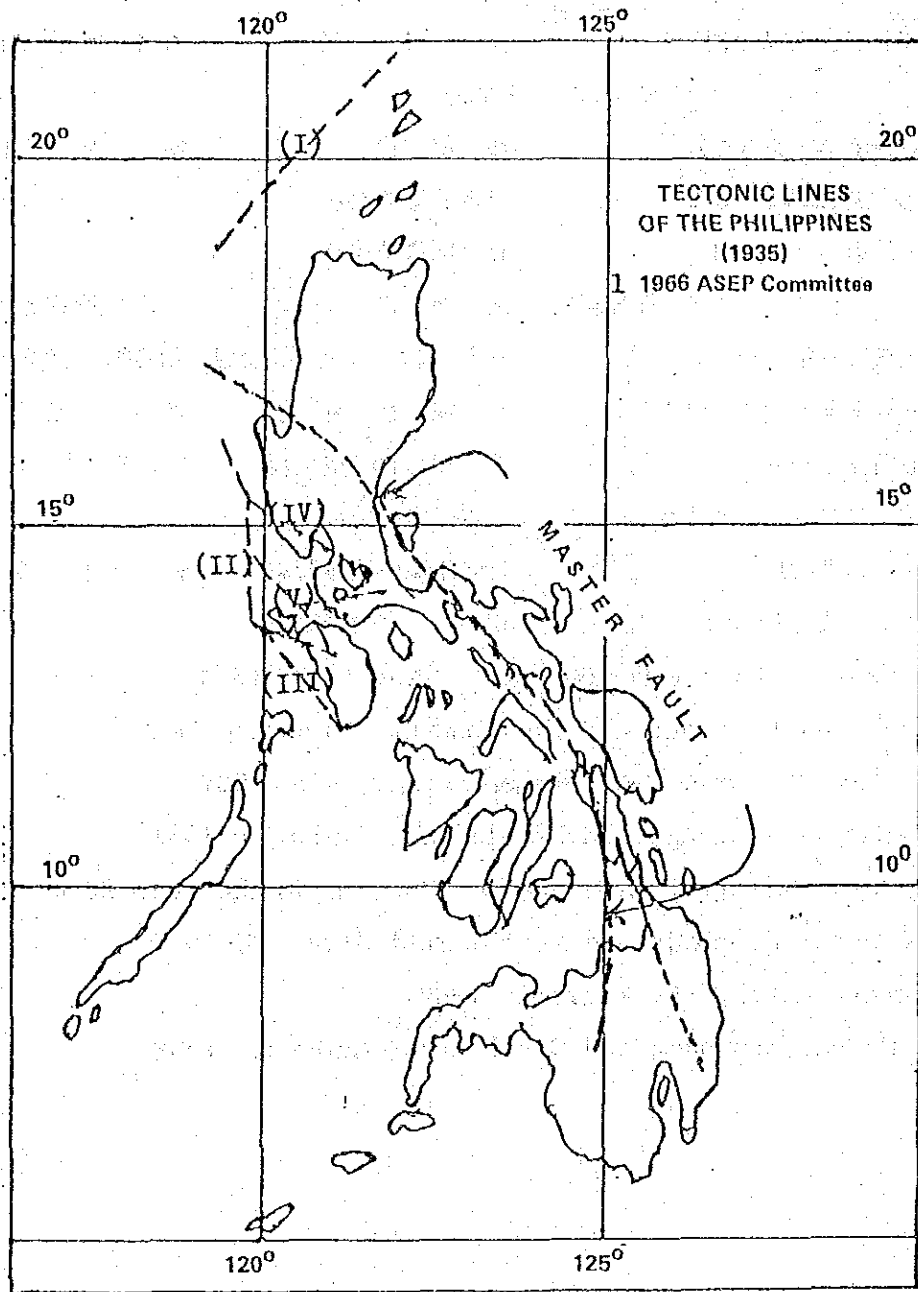 120°
125°
20°
(I)
20°
TECTONIC LINES
OF THE PHILIPPINES
(1935)
1 1966 ASEP Committee
15°
(IV)
15°
(II)
(V)
(III)
MASTER FAULT
10°
10°
120°
125°